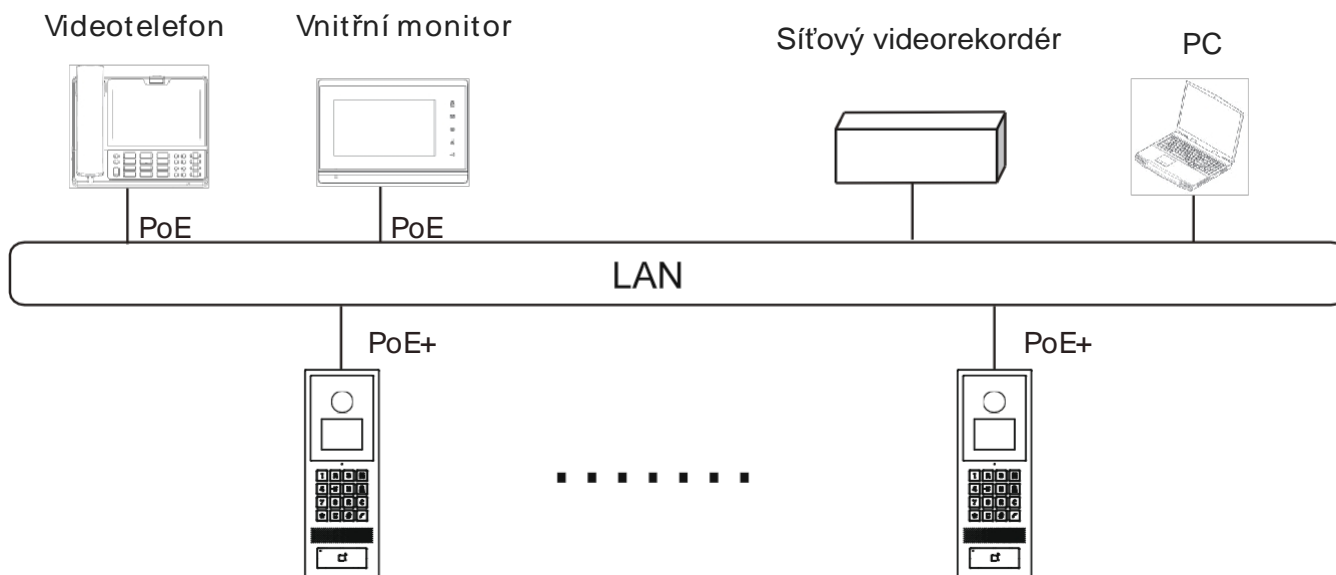 Videotelefon
Vnitřní monitor
Síťový videorekordér
PC
PoE
PoE
LAN
PoE+
PoE+